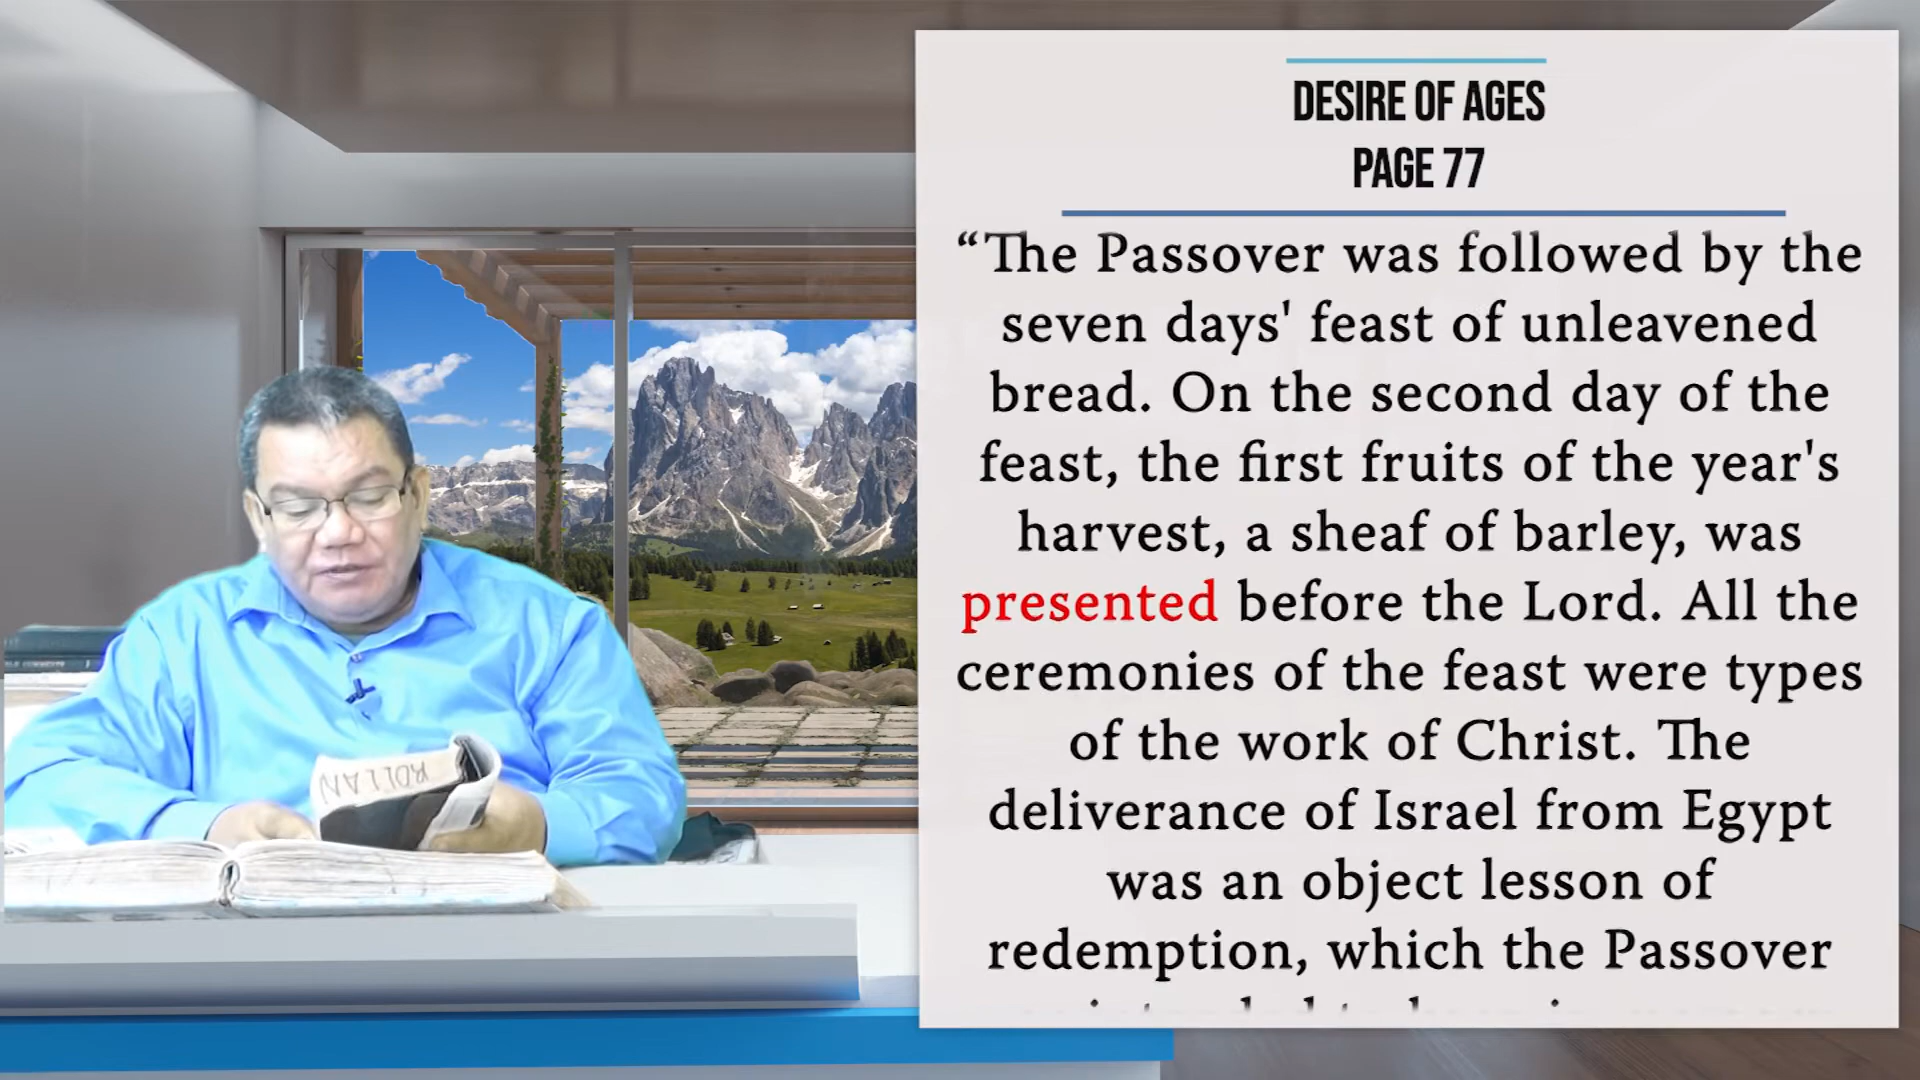 DESIRE OF AGES
PAGE 77
“The Passover was followed by the
seven days' feast of unleavened
bread. On the second day of the
feast, the first fruits of the year's
harvest, a sheaf of barley, was
presented before the Lord. All the
ceremonies of the feast were types
of the work of Christ. The
deliverance of Israel from Egypt
was an object lesson of
redemption, which the Passover
ROLLAN